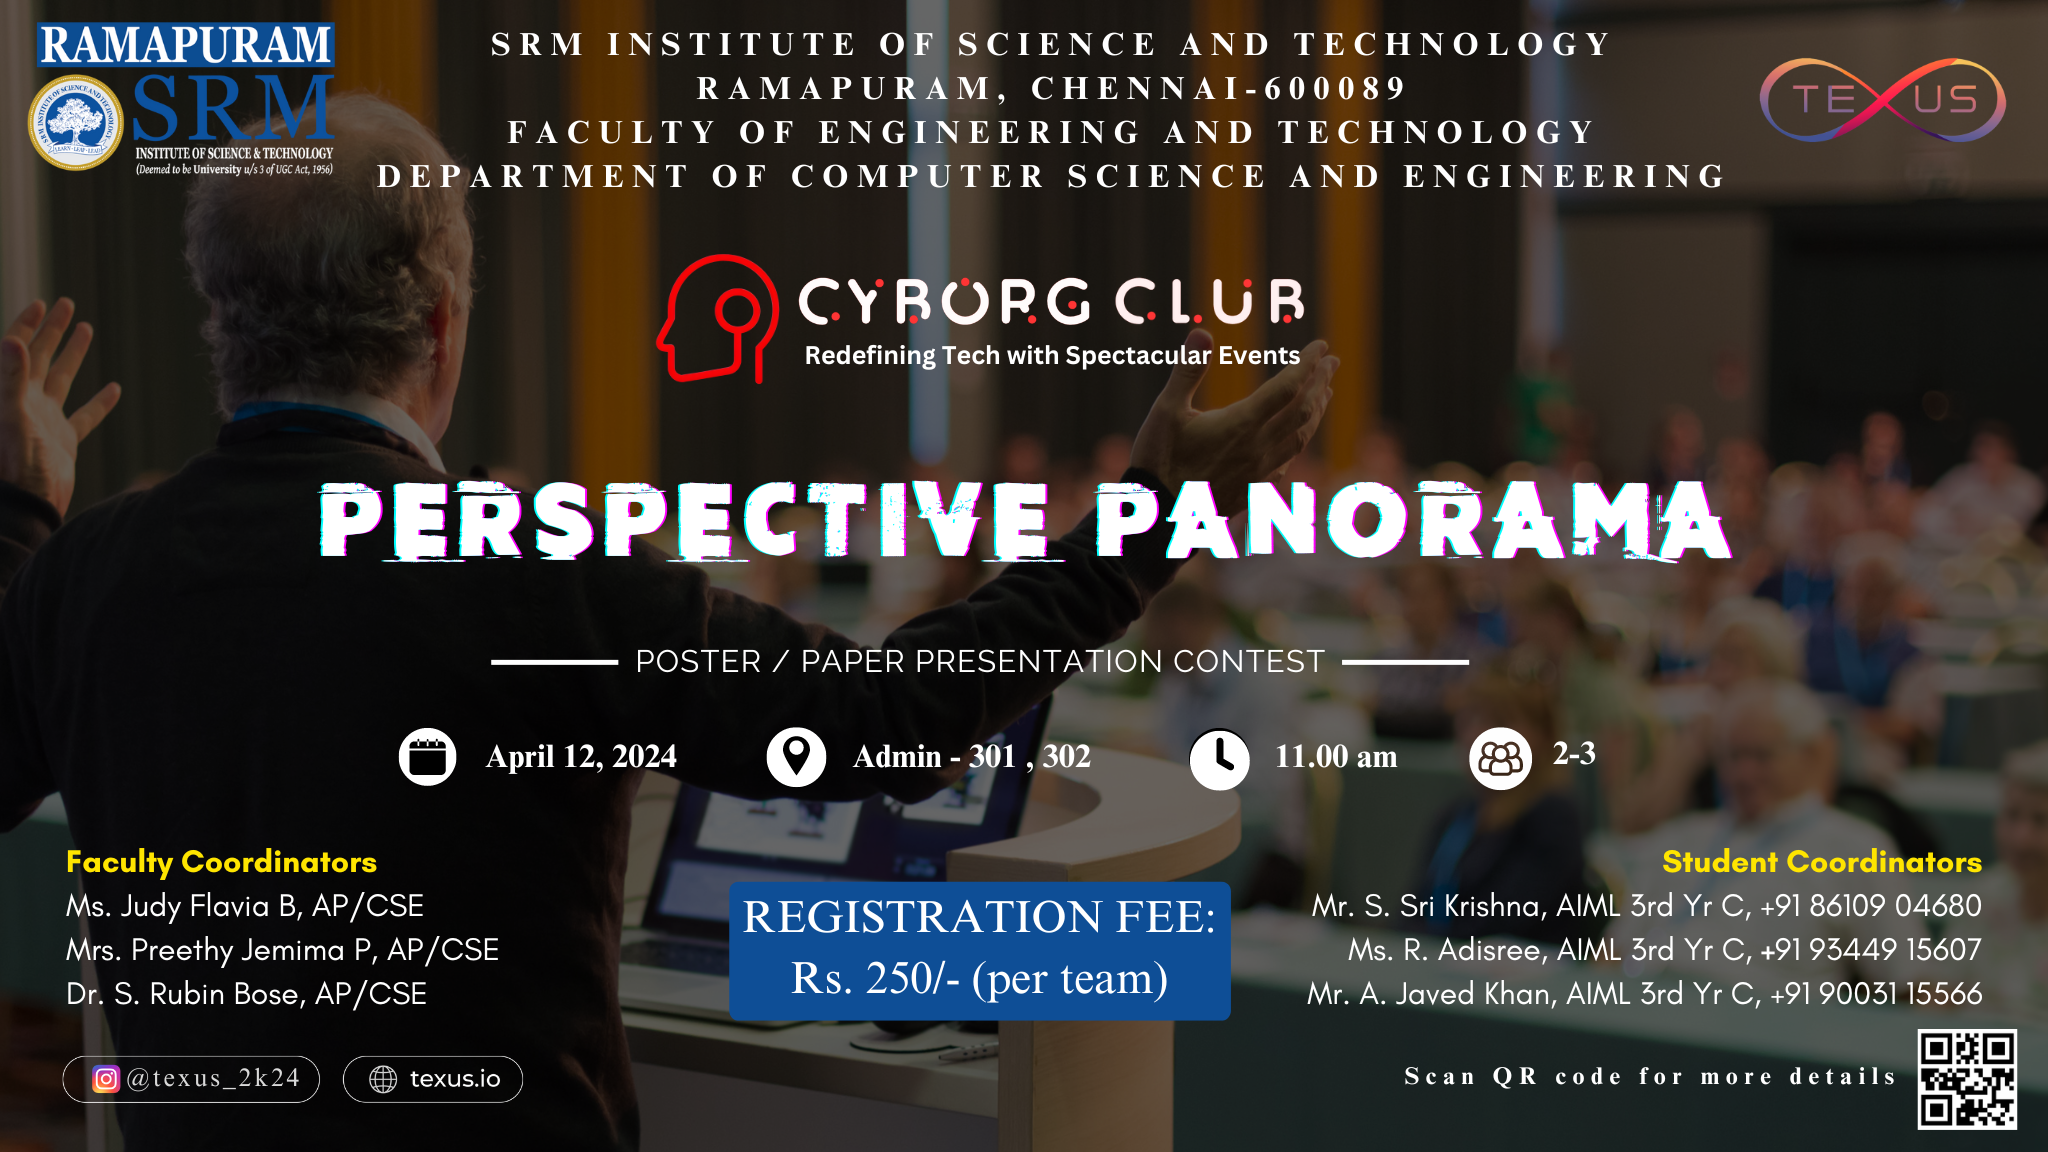 RAMAPURAM
SRM
INSTITUTE OF SCIENCE & TECHNOLOGY
(Deemed to be University u/s 3 of UGC Act, 1956)
SRM INSTITUTE OF SCIENCE AND TECHNOLOGY
RAMAPURAM, CHENNAI-600089
FACULTY OF ENGINEERING AND TECHNOLOGY
DEPARTMENT OF COMPUTER SCIENCE AND ENGINEERING
TEXUS
CYBORG CLUB
Redefining Tech with Spectacular Events
PERSPECTIVE PANORAMA
POSTER / PAPER PRESENTATION CONTEST
April 12, 2024
Admin - 301 , 302
11.00 am
2-3
Faculty Coordinators
Ms. Judy Flavia B, AP/CSE
Mrs. Preethy Jemima P, AP/CSE
Dr. S. Rubin Bose, AP/CSE
REGISTRATION FEE:
Rs. 250/- (per team)
Student Coordinators
Mr. S. Sri Krishna, AIML 3rd Yr C, +91 86109 04680
Ms. R. Adisree, AIML 3rd Yr C, +91 93449 15607
Mr. A. Javed Khan, AIML 3rd Yr C, +91 90031 15566
@texus_2k24
texus.io
Scan QR code for more details